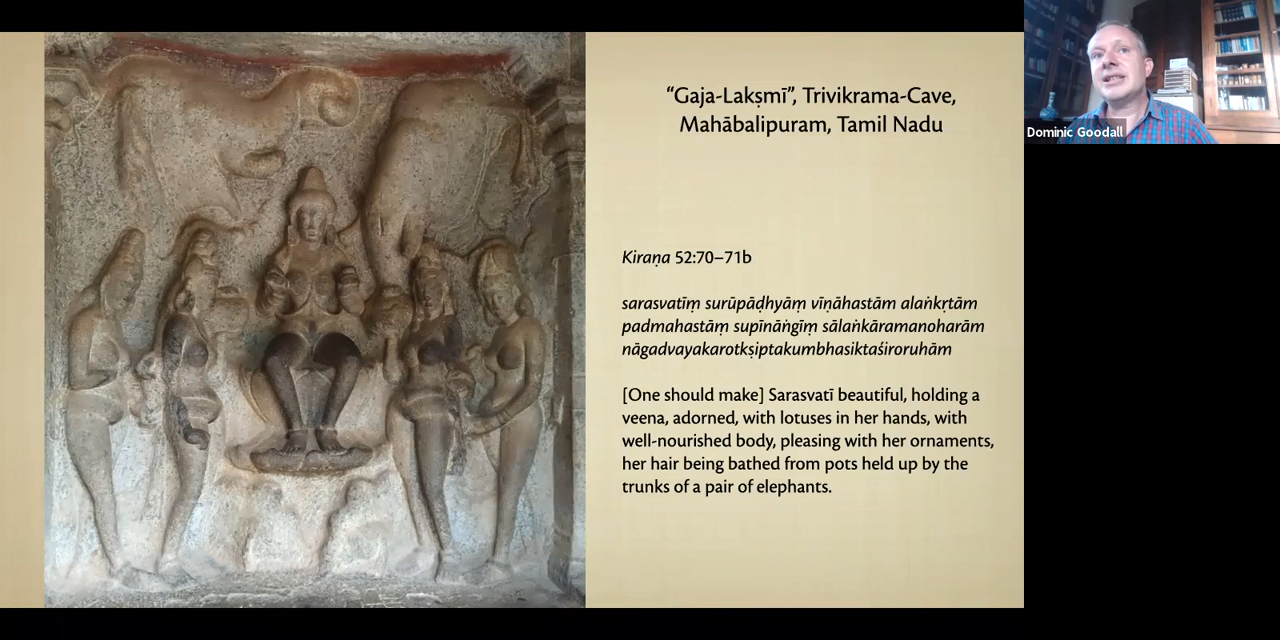 “Gaja-Lakṣmī”, Trivikrama-Cave,
Mahābalipuram, Tamil Nadu
Kiraṇa 52:70–71b
sarasvatīṃ surūpāḍhyāṃ vīṇāhastām alaṅkṛtām
padmahastāṃ supīnāṅgīṃ sālaṅkāramanoharām
nāgadvayakarotkṣiptakumbhasiktaśiroruhām
[One should make] Sarasvatī beautiful, holding a
veena, adorned, with lotuses in her hands, with
well-nourished body, pleasing with her ornaments,
her hair being bathed from pots held up by the
trunks of a pair of elephants.
Dominic Goodall